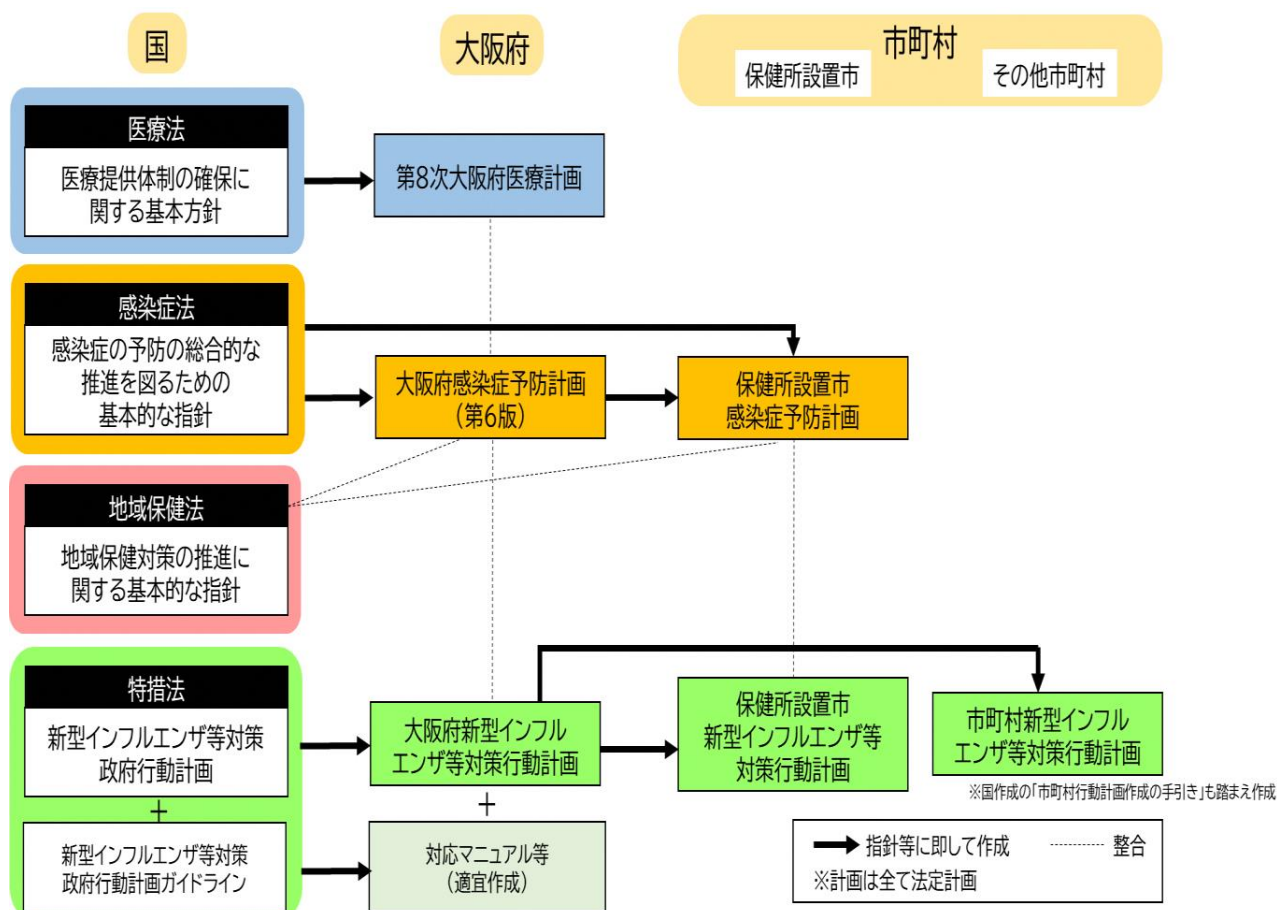 国
大阪府
市町村
保健所設置市
その他市町村
医療法
医療提供体制の確保に
関する基本方針
第8次大阪府医療計画
感染症法
感染症の予防の総合的な
推進を図るための
基本的な指針
大阪府感染症予防計画
（第6版）
保健所設置市
感染症予防計画
地域保健法
地域保健対策の推進に
関する基本的な指針
特措法
新型インフルエンザ等対策
政府行動計画
+
新型インフルエンザ等対策
政府行動計画ガイドライン
大阪府新型インフル
エンザ等対策行動計画
+
対応マニュアル等
（適宜作成）
保健所設置市
新型インフルエンザ等
対策行動計画
市町村新型インフル
エンザ等対策行動計画
※国作成の「市町村行動計画作成の手引き」も踏まえ作成
指針等に即して作成
整合
※計画は全て法定計画